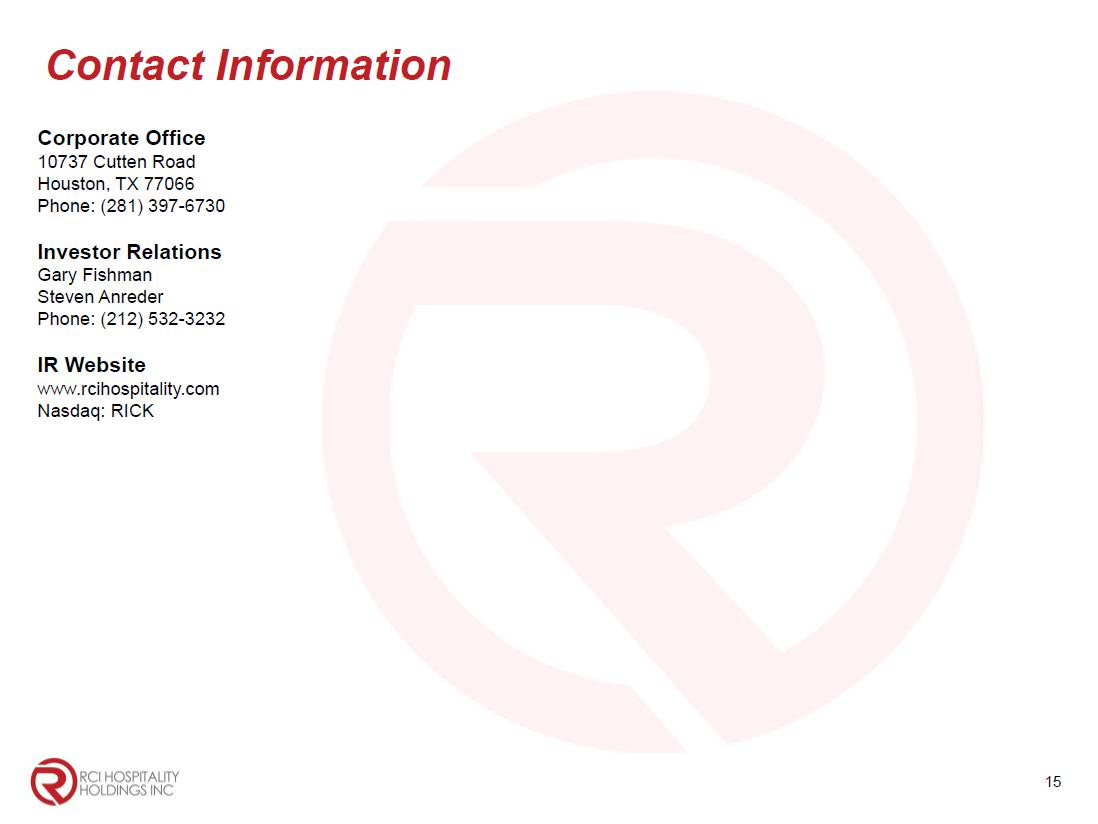 Contact Information
Corporate Office
10737 Cutten Road
Houston, TX 77066
Phone: (281) 397-6730
Investor Relations
Gary Fishman
Steven Anreder
Phone: (212) 532-3232
IR Website
www.rcihospitality.com
Nasdaq: RICK
RCI HOSPITALITY
HOLDINGS INC
15